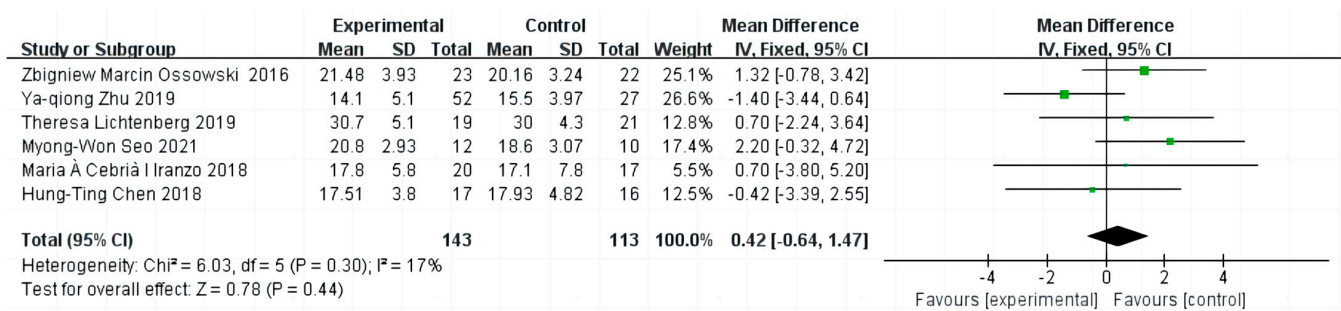 Experimental Control Mean Difference Mean Difference
Study or Subgroup Mean SD Total Mean SD Total Weight IV, Fixed, 95% CI IV, Fixed, 95% CI
Zbigniew Marcin Ossowski 2016 21.48 3.93 23 20.16 3.24 22 25.1% 1.32 [-0.78, 3.42]
Ya-qiong Zhu 2019 14.1 5.1 52 15.5 3.97 27 26.6% -1.40 [-3.44, 0.64]
Theresa Lichtenberg 2019 30.7 5.1 19 30 4.3 21 12.8% 0.70 [-2.24, 3.64]
Myong-Won Seo 2021 20.8 2.93 12 18.6 3.07 10 17.4% 2.20 [-0.32, 4.72]
Maria À Cebrià I Iranzo 2018 17.8 5.8 20 17.1 7.8 17 5.5% 0.70 [-3.80, 5.20]
Hung-Ting Chen 2018 17.51 3.8 17 17.93 4.82 16 12.5% -0.42 [-3.39, 2.55]
Total (95% CI) 143 113 100.0% 0.42 [-0.64, 1.47]
Heterogeneity: Chi² = 6.03, df = 5 (P = 0.30); I² = 17%
Test for overall effect: Z = 0.78 (P = 0.44)
-4 -2 0 2 4
Favours [experimental] Favours [control]